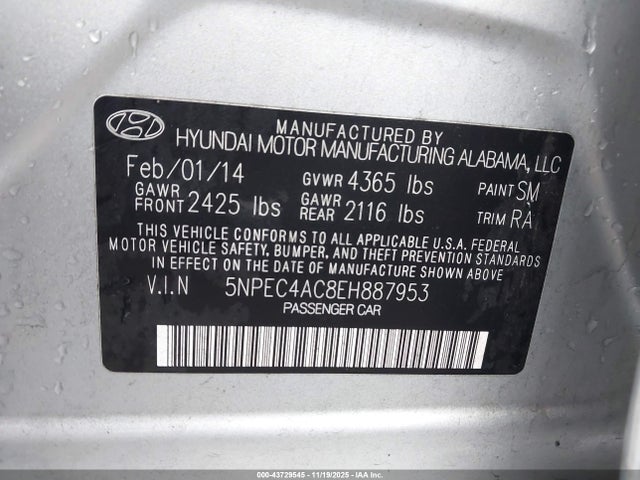 MANUFACTURED BY
HYUNDAI MOTOR MANUFACTURING ALABAMA, LLC
Feb/01/14 GVWR 4365 lbs PAINT SM
GAWR FRONT 2425 lbs GAWR REAR 2116 lbs TRIM RA
THIS VEHICLE CONFORMS TO ALL APPLICABLE U.S.A. FEDERAL
MOTOR VEHICLE SAFETY, BUMPER, AND THEFT PREVENTION STANDARDS
IN EFFECT ON THE DATE OF MANUFACTURE SHOWN ABOVE.
V.I.N 5NPEC4AC8EH887953
PASSENGER CAR
000-43729545 - 11/19/2025 - IAAI.COM